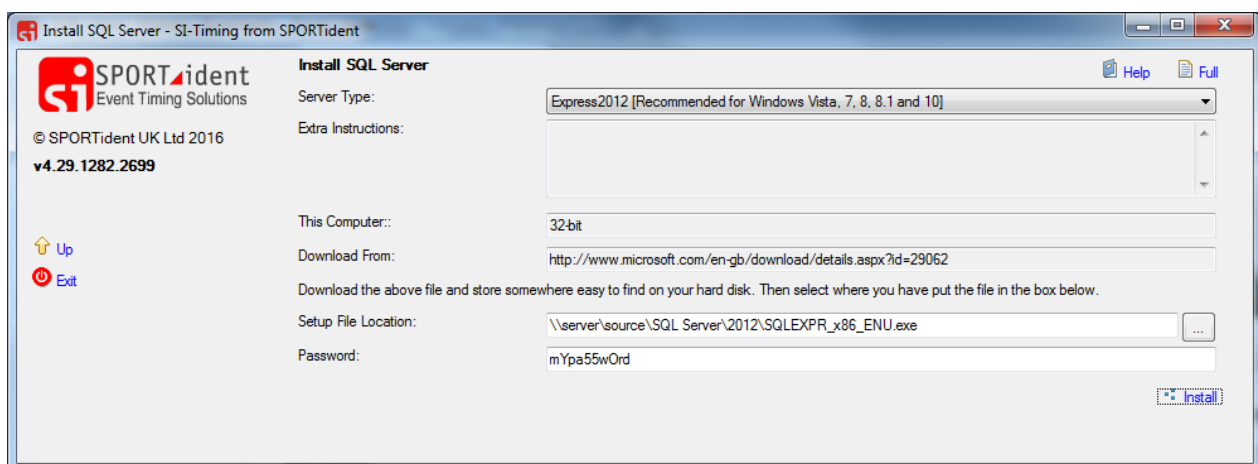 Install SQL Server - SI-Timing from SPORTident
SPORTident
Event Timing Solutions
© SPORTident UK Ltd 2016
v4.29.1282.2699
Up
Exit
Install SQL Server
Help
Full
Server Type:
Express2012 [Recommended for Windows Vista, 7, 8, 8.1 and 10]
Extra Instructions:
This Computer::
32-bit
Download From:
http://www.microsoft.com/en-gb/download/details.aspx?id=29062
Download the above file and store somewhere easy to find on your hard disk. Then select where you have put the file in the box below.
Setup File Location:
\\server\source\SQL Server\2012\SQLEXPR_x86_ENU.exe
...
Password:
mYpa55wOrd
Install